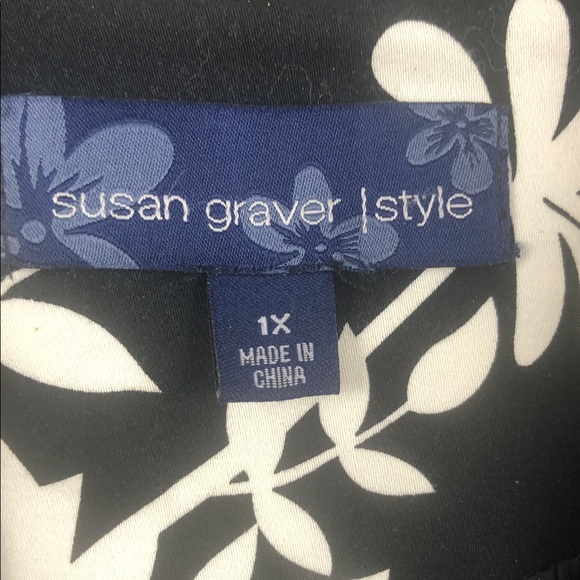 susan graver | style
1X
MADE IN
CHINA